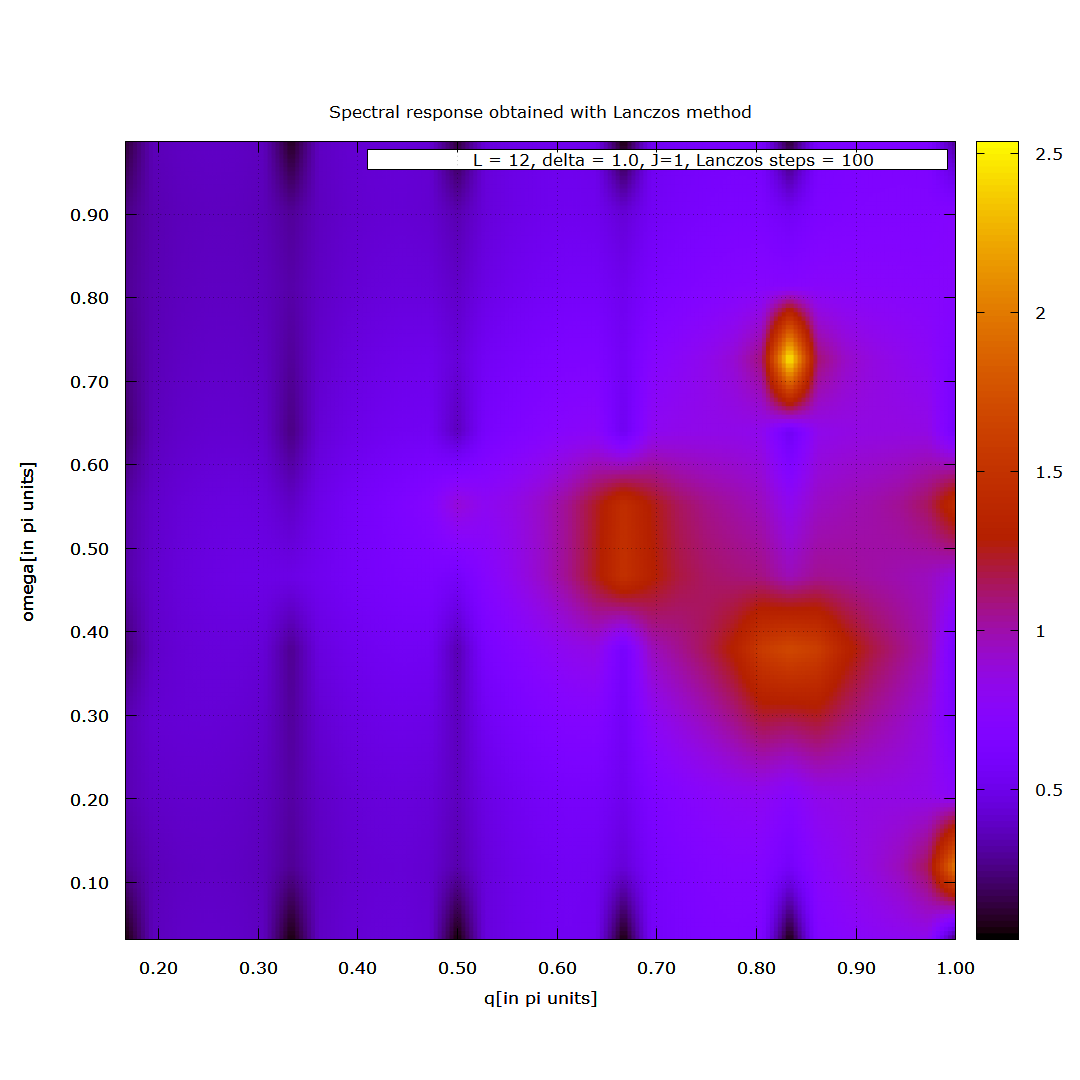 Spectral response obtained with Lanczos method
L = 12, delta = 1.0, J=1, Lanczos steps = 100
2.5
2
1.5
1
0.5
0.90
0.80
0.70
0.60
0.50
0.40
0.30
0.20
0.10
omega[in pi units]
0.20 0.30 0.40 0.50 0.60 0.70 0.80 0.90 1.00
q[in pi units]